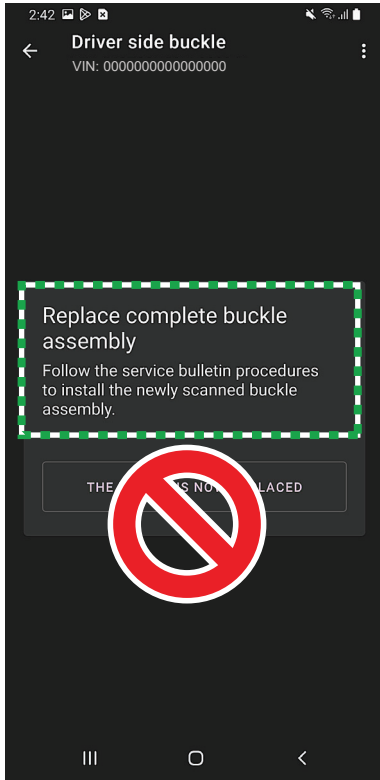 2:42
Driver side buckle
VIN: 0000000000000000
Replace complete buckle
assembly
Follow the service bulletin procedures
to install the newly scanned buckle
assembly.
THE